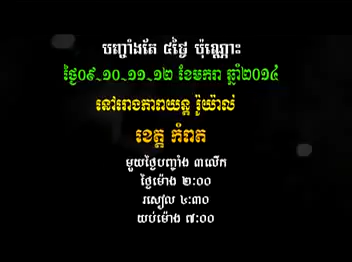 បញ្ចាំងតែ ៤ថ្ងៃ ប៉ុណ្ណោះ
ថ្ងៃ០៩.១០.១១.១២ ខែមករា ឆ្នាំ២០១៤
នៅរោងភាពយន្ត រ៉ូយ៉ាល់
ខេត្ត កំពត
មួយថ្ងៃបញ្ចាំង ៣លើក
ថ្ងៃម៉ោង ២:០០
រសៀល ៤:៣០
យប់ម៉ោង ៧:០០